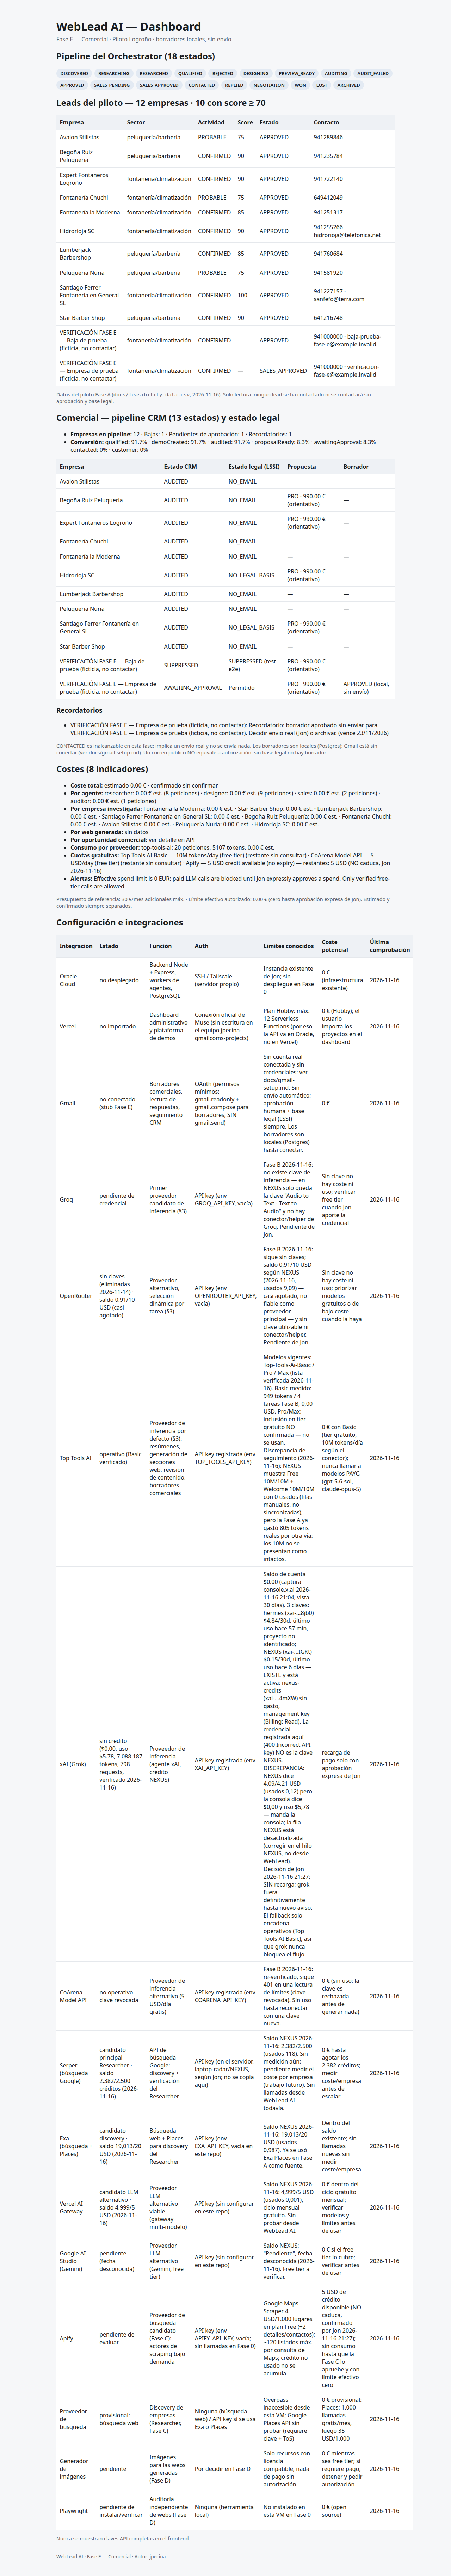 WebLead AI — Dashboard
Fase E — Comercial · Piloto Logroño · borradores locales, sin envío
Pipeline del Orchestrator (18 estados)
DISCOVERED RESEARCHING RESEARCHED QUALIFIED REJECTED DESIGNING PREVIEW_READY AUDITING AUDIT_FAILED
APPROVED SALES_PENDING SALES_APPROVED CONTACTED REPLIED NEGOTIATION WON LOST ARCHIVED
Leads del piloto — 12 empresas · 10 con score ≥ 70
Empresa Sector Actividad Score Estado Contacto
Avalon Stilistas peluquería/barbería PROBABLE 75 APPROVED 941289846
Begoña Ruiz Peluquería peluquería/barbería CONFIRMED 90 APPROVED 941235784
Expert Fontaneros Logroño fontanería/climatización CONFIRMED 90 APPROVED 941722140
Fontanería Chuchi fontanería/climatización PROBABLE 75 APPROVED 649412049
Fontanería la Moderna fontanería/climatización CONFIRMED 85 APPROVED 941251317
Hidrorioja SC fontanería/climatización CONFIRMED 90 APPROVED 941255266 · hidrorioja@telefonica.net
Lumberjack Barbershop peluquería/barbería CONFIRMED 85 APPROVED 941760684
Peluquería Nuria peluquería/barbería PROBABLE 75 APPROVED 941581920
Santiago Ferrer Fontanería en General SL fontanería/climatización CONFIRMED 100 APPROVED 941227157 · sanfefo@terra.com
Star Barber Shop peluquería/barbería CONFIRMED 90 APPROVED 641216748
VERIFICACIÓN FASE E — Baja de prueba (ficticia, no contactar) fontanería/climatización CONFIRMED — APPROVED 941000000 · baja-prueba-fase-e@example.invalid
VERIFICACIÓN FASE E — Empresa de prueba (ficticia, no contactar) fontanería/climatización CONFIRMED — SALES_APPROVED 941000000 · verificacion-fase-e@example.invalid
Datos del piloto Fase A (docs/feasibility-data.csv, 2026-11-16). Solo lectura: ningún lead se ha contactado ni se contactará sin aprobación y base legal.
Comercial — pipeline CRM (13 estados) y estado legal
• Empresas en pipeline: 12 · Bajas: 1 · Pendientes de aprobación: 1 · Recordatorios: 1
• Conversión: qualified: 91.7% · demoCreated: 91.7% · audited: 91.7% · proposalReady: 8.3% · awaitingApproval: 8.3% · contacted: 0% · customer: 0%
Empresa Estado CRM Estado legal (LSSI) Propuesta Borrador
Avalon Stilistas AUDITED NO_EMAIL — —
Begoña Ruiz Peluquería AUDITED NO_EMAIL PRO · 990.00 € (orientativo) —
Expert Fontaneros Logroño AUDITED NO_EMAIL PRO · 990.00 € (orientativo) —
Fontanería Chuchi AUDITED NO_EMAIL — —
Fontanería la Moderna AUDITED NO_EMAIL — —
Hidrorioja SC AUDITED NO_LEGAL_BASIS PRO · 990.00 € (orientativo) —
Lumberjack Barbershop AUDITED NO_EMAIL — —
Peluquería Nuria AUDITED NO_EMAIL — —
Santiago Ferrer Fontanería en General SL AUDITED NO_LEGAL_BASIS PRO · 990.00 € (orientativo) —
Star Barber Shop AUDITED NO_EMAIL — —
VERIFICACIÓN FASE E — Baja de prueba (ficticia, no contactar) SUPPRESSED SUPPRESSED (test e2e) PRO · 990.00 € (orientativo) —
VERIFICACIÓN FASE E — Empresa de prueba (ficticia, no contactar) AWAITING_APPROVAL Permitido PRO · 990.00 € (orientativo) APPROVED (local, sin envío)
Recordatorios
• VERIFICACIÓN FASE E — Empresa de prueba (ficticia, no contactar): Recordatorio: borrador aprobado sin enviar para VERIFICACIÓN FASE E — Empresa de prueba (ficticia, no contactar). Decidir envío real (Jon) o archivar. (vence 23/11/2026)
CONTACTED es inalcanzable en esta fase: implica un envío real y no se envía nada. Los borradores son locales (Postgres); Gmail está sin conectar (ver docs/gmail-setup.md). Un correo público NO equivale a autorización: sin base legal no hay borrador.
Costes (8 indicadores)
• Coste total: estimado 0.00 € · confirmado sin confirmar
• Por agente: researcher: 0.00 € est. (8 peticiones) · designer: 0.00 € est. (9 peticiones) · sales: 0.00 € est. (2 peticiones) · auditor: 0.00 € est. (1 peticiones)
• Por empresa investigada: Fontanería la Moderna: 0.00 € est. · Star Barber Shop: 0.00 € est. · Lumberjack Barbershop: 0.00 € est. · Santiago Ferrer Fontanería en General SL: 0.00 € est. · Begoña Ruiz Peluquería: 0.00 € est. · Fontanería Chuchi: 0.00 € est. · Avalon Stilistas: 0.00 € est. · Expert Fontaneros Logroño: 0.00 € est. · Peluquería Nuria: 0.00 € est. · Hidrorioja SC: 0.00 € est.
• Por web generada: sin datos
• Por oportunidad comercial: ver detalle en API
• Consumo por proveedor: top-tools-ai: 20 peticiones, 5107 tokens, 0.00 € est.
• Cuotas gratuitas: Top Tools AI Basic — 10M tokens/day (free tier) (restante sin consultar) · CoArena Model API — 5 USD/day (free tier) (restante sin consultar) · Apify — 5 USD credit available (no expiry) — restantes: 5 USD (NO caduca, Jon 2026-11-16)
• Alertas: Effective spend limit is 0 EUR: paid LLM calls are blocked until Jon expressly approves a spend. Only verified free-tier calls are allowed.
Presupuesto de referencia: 30 €/mes adicionales máx. · Límite efectivo autorizado: 0.00 € (cero hasta aprobación expresa de Jon). Estimado y confirmado siempre separados.
Configuración e integraciones
Integración Estado Función Auth Límites conocidos Coste potencial Última comprobación
Oracle Cloud no desplegado Backend Node + Express, workers de agentes, PostgreSQL SSH / Tailscale (servidor propio) Instancia existente de Jon; sin despliegue en Fase 0 0 € (infraestructura existente) 2026-11-16
Vercel no importado Dashboard administrativo y plataforma de demos Conexión oficial de Muse (sin escritura en el equipo jpecina-gmailcoms-projects) Plan Hobby: máx. 12 Serverless Functions (por eso la API va en Oracle, no en Vercel) 0 € (Hobby); el usuario importa los proyectos en el dashboard 2026-11-16
Gmail no conectado (stub Fase E) Borradores comerciales, lectura de respuestas, seguimiento CRM OAuth (permisos mínimos: gmail.readonly + gmail.compose para borradores; SIN gmail.send) Sin cuenta real conectada y sin credenciales: ver docs/gmail-setup.md. Sin envío automático; aprobación humana + base legal (LSSI) siempre. Los borradores son locales (Postgres) hasta conectar. 0 € 2026-11-16
Groq pendiente de credencial Primer proveedor candidato de inferencia (§3) API key (env GROQ_API_KEY, vacía) Fase B 2026-11-16: no existe clave de inferencia — en NEXUS solo queda la clave "Audio to Text - Text to Audio" y no hay conector/helper de Groq. Pendiente de Jon. Sin clave no hay coste ni uso; verificar free tier cuando Jon aporte la credencial 2026-11-16
OpenRouter sin claves (eliminadas 2026-11-14) · saldo 0,91/10 USD (casi agotado) Proveedor alternativo, selección dinámica por tarea (§3) API key (env OPENROUTER_API_KEY, vacía) Fase B 2026-11-16: sigue sin claves; saldo 0,91/10 USD según NEXUS (2026-11-16, usados 9,09) — casi agotado, no fiable como proveedor principal — y sin clave utilizable ni conector/helper. Pendiente de Jon. Sin clave no hay coste ni uso; priorizar modelos gratuitos o de bajo coste cuando la haya 2026-11-16
Top Tools AI operativo (Basic verificado) Proveedor de inferencia por defecto (§3): resúmenes, generación de secciones web, revisión de contenido, borradores comerciales API key registrada (env TOP_TOOLS_API_KEY) Modelos vigentes: Top-Tools-Ai-Basic / Pro / Max (lista verificada 2026-11-16). Basic medido: 949 tokens / 4 tareas Fase B, 0,00 USD. Pro/Max: inclusión en tier gratuito NO confirmada — no se usan. Discrepancia de seguimiento (2026-11-16): NEXUS muestra Free 10M/10M + Welcome 10M/10M con 0 usados (filas manuales, no sincronizadas), pero la Fase A ya gastó 805 tokens reales por otra vía: los 10M no se presentan como intactos. 0 € con Basic (tier gratuito, 10M tokens/día según el conector); nunca llamar a modelos PAYG (gpt-5.6-sol, claude-opus-5) 2026-11-16
xAI (Grok) sin crédito ($0.00, uso $5,78, 7.088.187 tokens, 798 requests, verificado 2026-11-16) Proveedor de inferencia (agente xAI, crédito NEXUS) API key registrada (env XAI_API_KEY) Saldo de cuenta $0.00 (captura console.x.ai 2026-11-16 21:04, vista 30 días). 3 claves: hermes (xai-...8Jb0) $4.84/30d, último uso hace 57 min, proyecto no identificado; NEXUS (xai-...IGKt) $0.15/30d, último uso hace 6 días — EXISTE y está activa; nexus-credits (xai-...4mXW) sin gasto, management key (Billing: Read). La credencial registrada aquí (400 Incorrect API key) NO es la clave NEXUS. DISCREPANCIA: NEXUS dice 4,09/4,21 USD (usados 0,12) pero la consola dice $0,00 y uso $5,78 — manda la consola; la fila NEXUS está desactualizada (corregir en el hilo NEXUS, no desde WebLead). Decisión de Jon 2026-11-16 21:27: SIN recarga; grok fuera definitivamente hasta nuevo aviso. El fallback solo encadena operativas (Top Tools AI Basic), así que grok nunca bloquea el flujo. recarga de pago solo con aprobación expresa de Jon 2026-11-16
CoArena Model API no operativo — clave revocada Proveedor de inferencia alternativo (5 USD/día gratis) API key registrada (env COARENA_API_KEY) Fase B 2026-11-16: re-verificado, sigue 401 en una lectura de límites (clave revocada). Sin uso hasta reconectar con una clave nueva. 0 € (sin uso: la clave es rechazada antes de generar nada) 2026-11-16
Serper (búsqueda Google) candidato principal Researcher · saldo 2.382/2.500 créditos (2026-11-16) API de búsqueda Google: discovery + verificación del Researcher API key (en el servidor, laptop-radar/NEXUS, según Jon; no se copia aquí) Saldo NEXUS 2026-11-16: 2.382/2.500 (usados 118). Sin medición aún: pendiente medir el coste por empresa (trabajo futuro). Sin llamadas desde WebLead AI todavía. 0 € hasta agotar los 2.382 créditos; medir coste/empresa antes de escalar 2026-11-16
Exa (búsqueda + Places) candidato discovery · saldo 19,013/20 USD (2026-11-16) Búsqueda web + Places para discovery del Researcher API key (env EXA_API_KEY, vacía en este repo) Saldo NEXUS 2026-11-16: 19,013/20 USD (usados 0,987). Ya se usó Exa Places en Fase A como fuente. Dentro del saldo existente; sin llamadas nuevas sin medir coste/empresa 2026-11-16
Vercel AI Gateway candidato LLM alternativo · saldo 4,999/5 USD (2026-11-16) Proveedor LLM alternativo viable (gateway multi-modelo) API key (sin configurar en este repo) Saldo NEXUS 2026-11-16: 4,999/5 USD (usados 0,001), ciclo mensual gratuito. Sin probar desde WebLead AI. 0 € dentro del ciclo gratuito mensual; verificar modelos y límites antes de usar 2026-11-16
Google AI Studio (Gemini) pendiente (fecha desconocida) Proveedor LLM alternativo (Gemini, free tier) API key (sin configurar en este repo) Saldo NEXUS: "Pendiente", fecha desconocida (2026-11-16). Free tier a verificar. 0 € si el free tier lo cubre; verificar antes de usar 2026-11-16
Apify pendiente de evaluar Proveedor de búsqueda candidato (Fase C): actores de scraping bajo demanda API key (env APIFY_API_KEY, vacía; sin llamadas en Fase 0) Google Maps Scraper 4 USD/1.000 lugares en plan Free (+2 detalles/contactos); ~120 listados máx. por consulta de Maps; crédito no usado no se acumula 5 USD de crédito disponible (NO caduca, confirmado por Jon 2026-11-16 21:27); sin consumo hasta que la Fase C lo apruebe y con límite efectivo cero 2026-11-16
Proveedor de búsqueda provisional: búsqueda web Discovery de empresas (Researcher, Fase C) Ninguna (búsqueda web) / API key si se usa Exa o Places Overpass inaccesible desde esta VM; Google Places API sin probar (requiere clave + ToS) 0 € provisional; Places: 1.000 llamadas gratis/mes, luego 35 USD/1.000 2026-11-16
Generador de imágenes pendiente Imágenes para las webs generadas (Fase D) Por decidir en Fase D Solo recursos con licencia compatible; nada de pago sin autorización 0 € mientras sea free tier; si requiere pago, detener y pedir autorización 2026-11-16
Playwright pendiente de instalar/verificar Auditoría independiente de webs (Fase D) Ninguna (herramienta local) No instalado en esta VM en Fase 0 0 € (open source) 2026-11-16
Nunca se muestran claves API completas en el frontend.
WebLead AI · Fase E — Comercial · Autor: jpecina